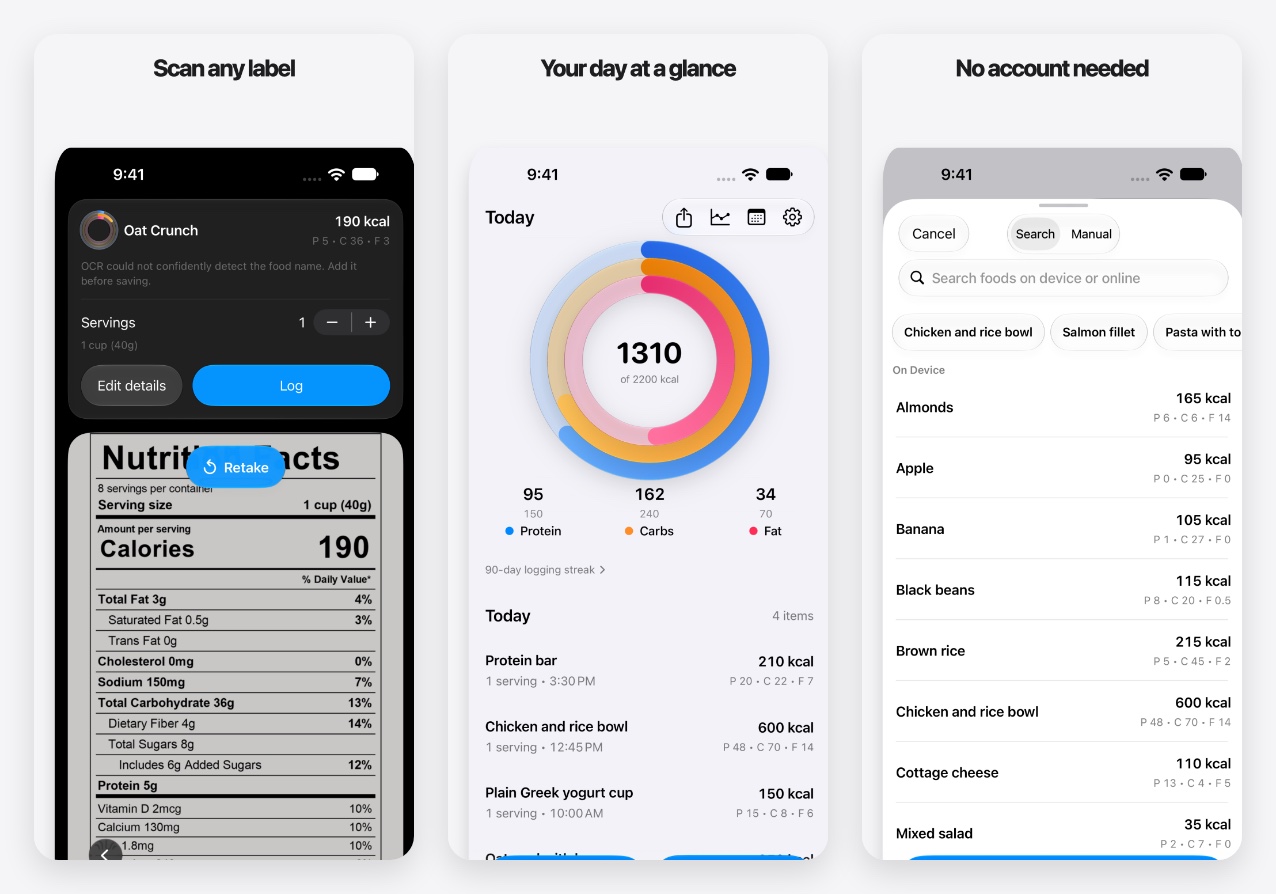 Scan any label
9:41
Oat Crunch
190 kcal
P 5 • C 36 • F 3
OCR could not confidently detect the food name. Add it
before saving.
Servings
1
1 cup (40g)
Edit details
Log
Retake
8 servings per container
Serving size 1 cup (40g)
Amount per serving
Calories 190
% Daily Value*
Total Fat 3g 4%
Saturated Fat 0.5g 3%
Trans Fat 0g
Cholesterol 0mg 0%
Sodium 150mg 7%
Total Carbohydrate 36g 13%
Dietary Fiber 4g 14%
Total Sugars 8g
Includes 6g Added Sugars 12%
Protein 5g
Vitamin D 2mcg 10%
Calcium 130mg 10%
1.8mg 10%
Your day at a glance
9:41
Today
1310
of 2200 kcal
95 162 34
150 240 70
Protein Carbs Fat
90-day logging streak >
Today 4 items
Protein bar 210 kcal
1 serving • 3:30 PM P 20 • C 22 • F 7
Chicken and rice bowl 600 kcal
1 serving • 12:45 PM P 48 • C 70 • F 14
Plain Greek yogurt cup 150 kcal
1 serving • 10:00 AM P 15 • C 8 • F 6
No account needed
9:41
Cancel Search Manual
Search foods on device or online
Chicken and rice bowl Salmon fillet Pasta with to
On Device
Almonds 165 kcal
P 6 • C 6 • F 14
Apple 95 kcal
P 0 • C 25 • F 0
Banana 105 kcal
P 1 • C 27 • F 0
Black beans 115 kcal
P 8 • C 20 • F 0.5
Brown rice 215 kcal
P 5 • C 45 • F 2
Chicken and rice bowl 600 kcal
P 48 • C 70 • F 14
Cottage cheese 110 kcal
P 13 • C 4 • F 5
Mixed salad 35 kcal
P 2 • C 7 • F 0